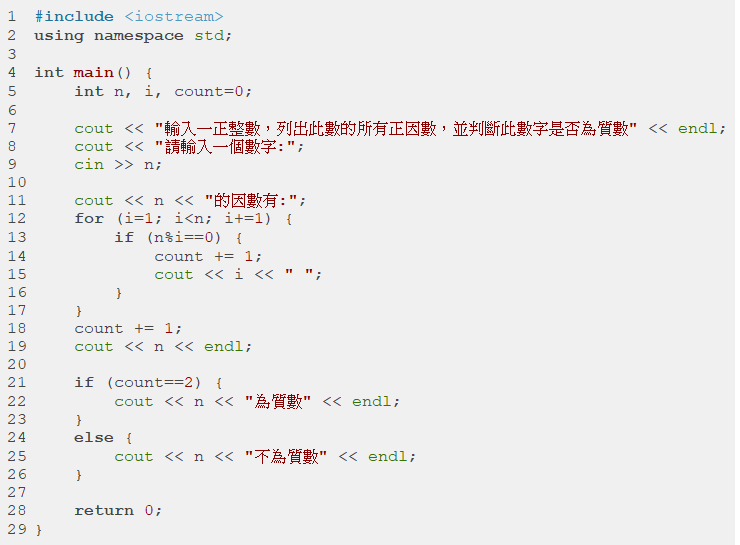 1 #include <iostream>
2 using namespace std;
3
4 int main() {
5     int n, i, count=0;
6
7     cout << "輸入一正整數，列出此數的所有正因數，並判斷此數字是否為質數" << endl;
8     cout << "請輸入一個數字:";
9     cin >> n;
10
11     cout << n << "的因數有:";
12     for (i=1; i<n; i+=1) {
13         if (n%i==0) {
14             count += 1;
15             cout << i << " ";
16         }
17     }
18     count += 1;
19     cout << n << endl;
20
21     if (count==2) {
22         cout << n << "為質數" << endl;
23     }
24     else {
25         cout << n << "不為質數" << endl;
26     }
27
28     return 0;
29 }